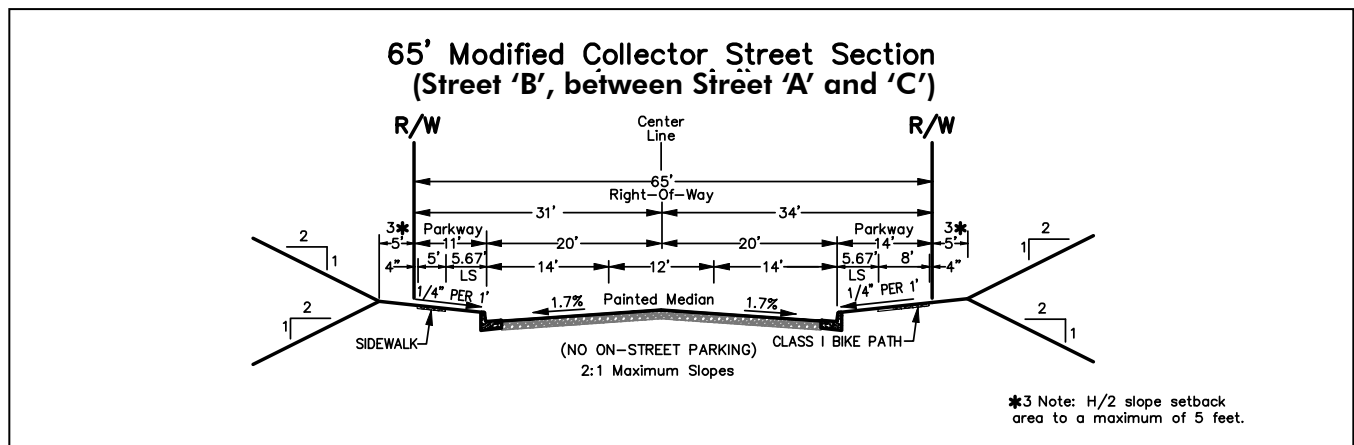 65' Modified Collector Street Section
(Street ‘B’, between Street ‘A’ and ‘C’)
R/W
Center
Line
R/W
65'
Right-Of-Way
31'
34'
3✱
Parkway
Parkway
3✱
5'
11'
20'
20'
14'
5'
4"
5'
5.67'
LS
14'
12'
14'
5.67'
LS
8'
4"
2
1
2
1
1/4" PER 1'
1.7%
Painted Median
1.7%
1/4" PER 1'
2
1
2
1
SIDEWALK
(NO ON-STREET PARKING)
CLASS I BIKE PATH
2:1 Maximum Slopes
✱3 Note: H/2 slope setback
area to a maximum of 5 feet.